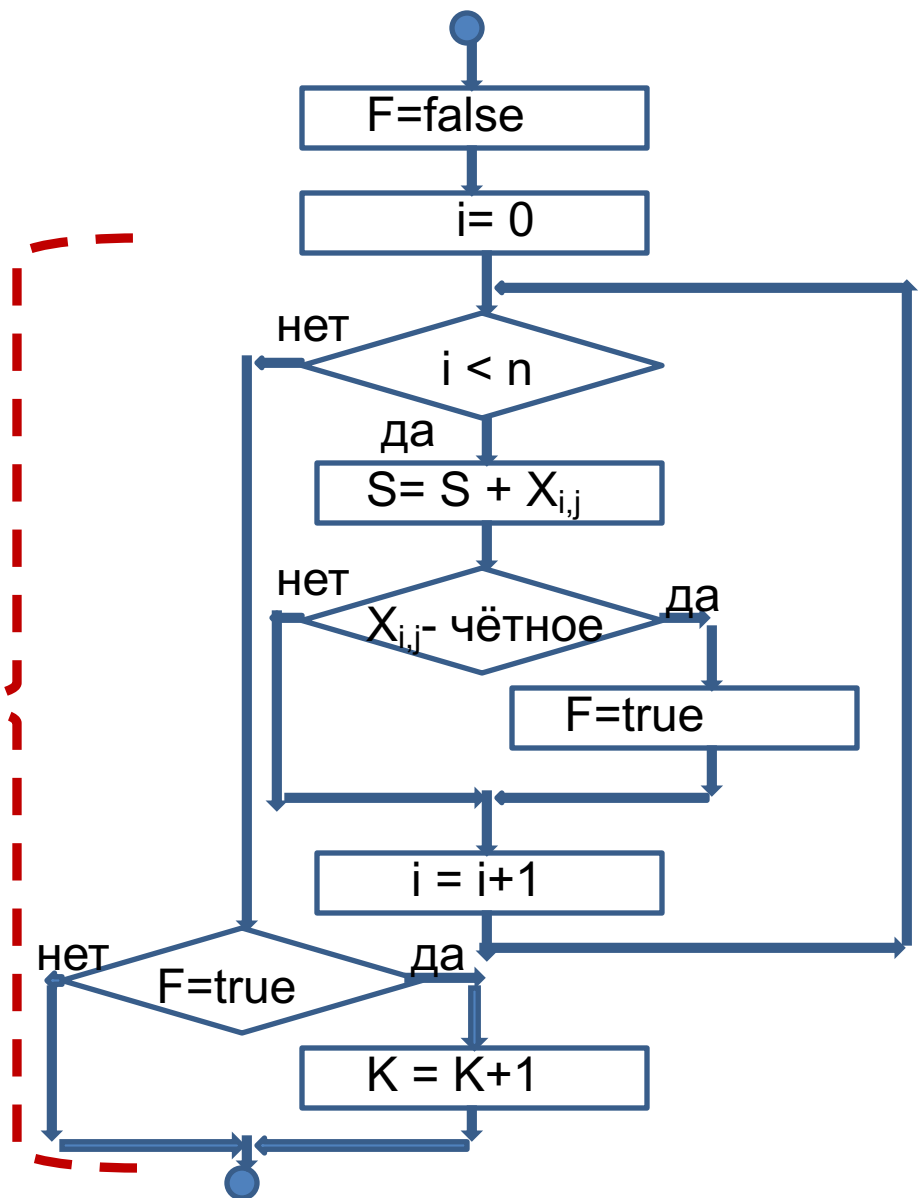 F=false
i= 0
нет
i < n
да
S= S + Xi,j
нет
да
Xi,j- чётное
F=true
i = i+1
нет
да
F=true
K = K+1